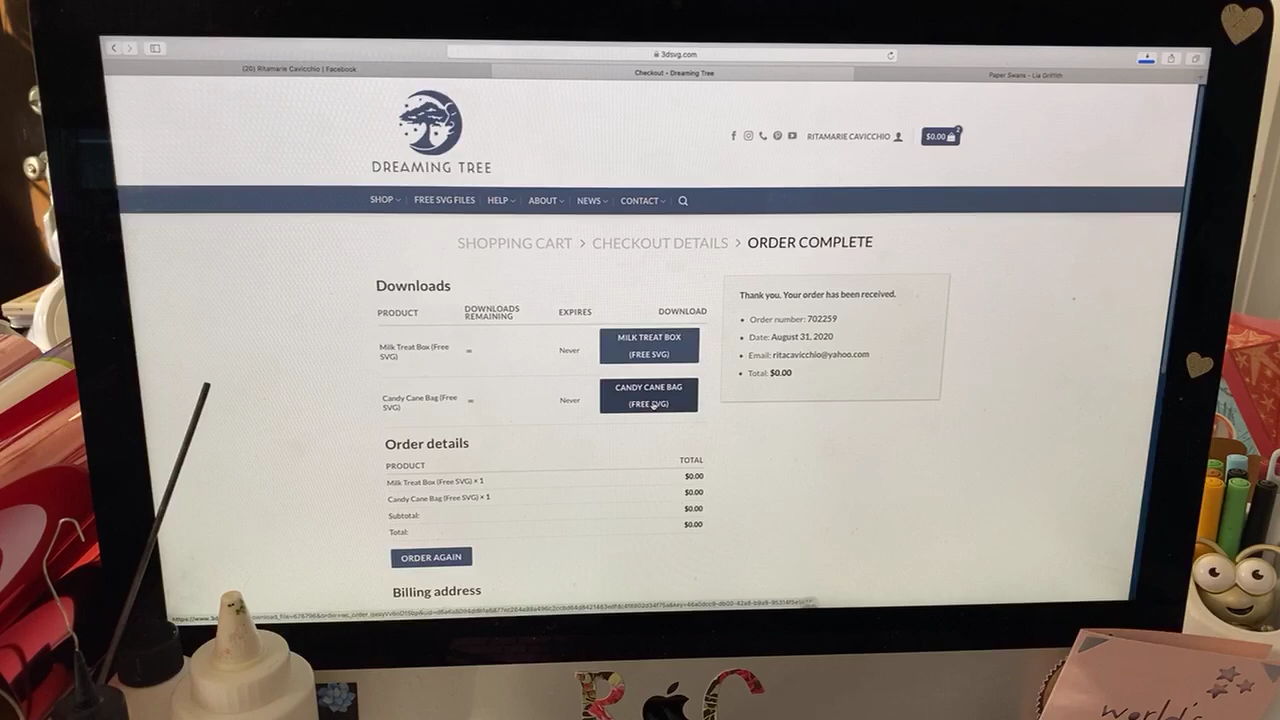 3dsvg.com
(20) Ritamarie Cavicchio | Facebook
Checkout - Dreaming Tree
Paper Swans - Lia Griffith
DREAMING TREE
RITAMARIE CAVICCHIO
$0.00
2
SHOP
FREE SVG FILES
HELP
ABOUT
NEWS
CONTACT
SHOPPING CART > CHECKOUT DETAILS > ORDER COMPLETE
Downloads
PRODUCT
DOWNLOADS
REMAINING
EXPIRES
DOWNLOAD
Milk Treat Box (Free
SVG)
∞
Never
MILK TREAT BOX
(FREE SVG)
Candy Cane Bag (Free
SVG)
∞
Never
CANDY CANE BAG
(FREE SVG)
Thank you. Your order has been received.
• Order number: 702259
• Date: August 31, 2020
• Email: ritacavicchio@yahoo.com
• Total: $0.00
Order details
PRODUCT
TOTAL
Milk Treat Box (Free SVG) × 1
$0.00
Candy Cane Bag (Free SVG) × 1
$0.00
Subtotal:
$0.00
Total:
$0.00
ORDER AGAIN
Billing address
R C
world's